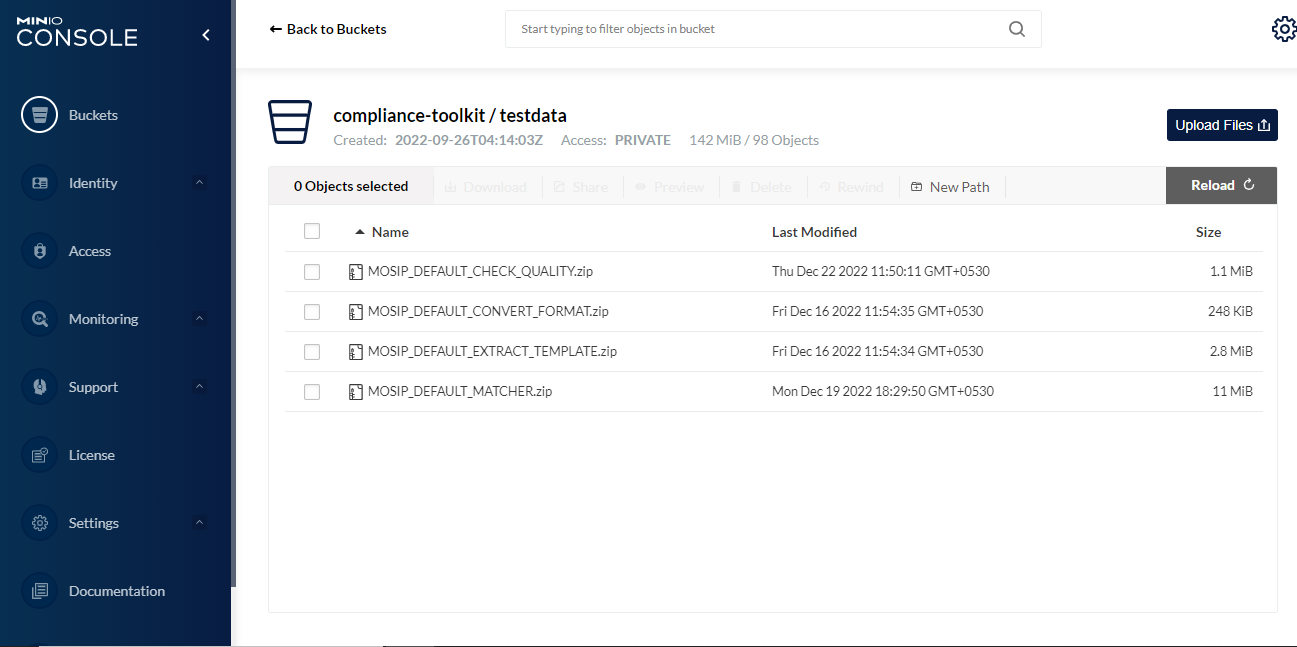 MINIO
CONSOLE
Buckets
Identity
Access
Monitoring
Support
License
Settings
Documentation
← Back to Buckets
Start typing to filter objects in bucket
compliance-toolkit / testdata
Created: 2022-09-26T04:14:03Z Access: PRIVATE 142 MiB / 98 Objects
Upload Files
0 Objects selected Download Share Preview Delete Rewind New Path Reload
Name Last Modified Size
MOSIP_DEFAULT_CHECK_QUALITY.zip Thu Dec 22 2022 11:50:11 GMT+0530 1.1 MiB
MOSIP_DEFAULT_CONVERT_FORMAT.zip Fri Dec 16 2022 11:54:35 GMT+0530 248 KiB
MOSIP_DEFAULT_EXTRACT_TEMPLATE.zip Fri Dec 16 2022 11:54:34 GMT+0530 2.8 MiB
MOSIP_DEFAULT_MATCHER.zip Mon Dec 19 2022 18:29:50 GMT+0530 11 MiB